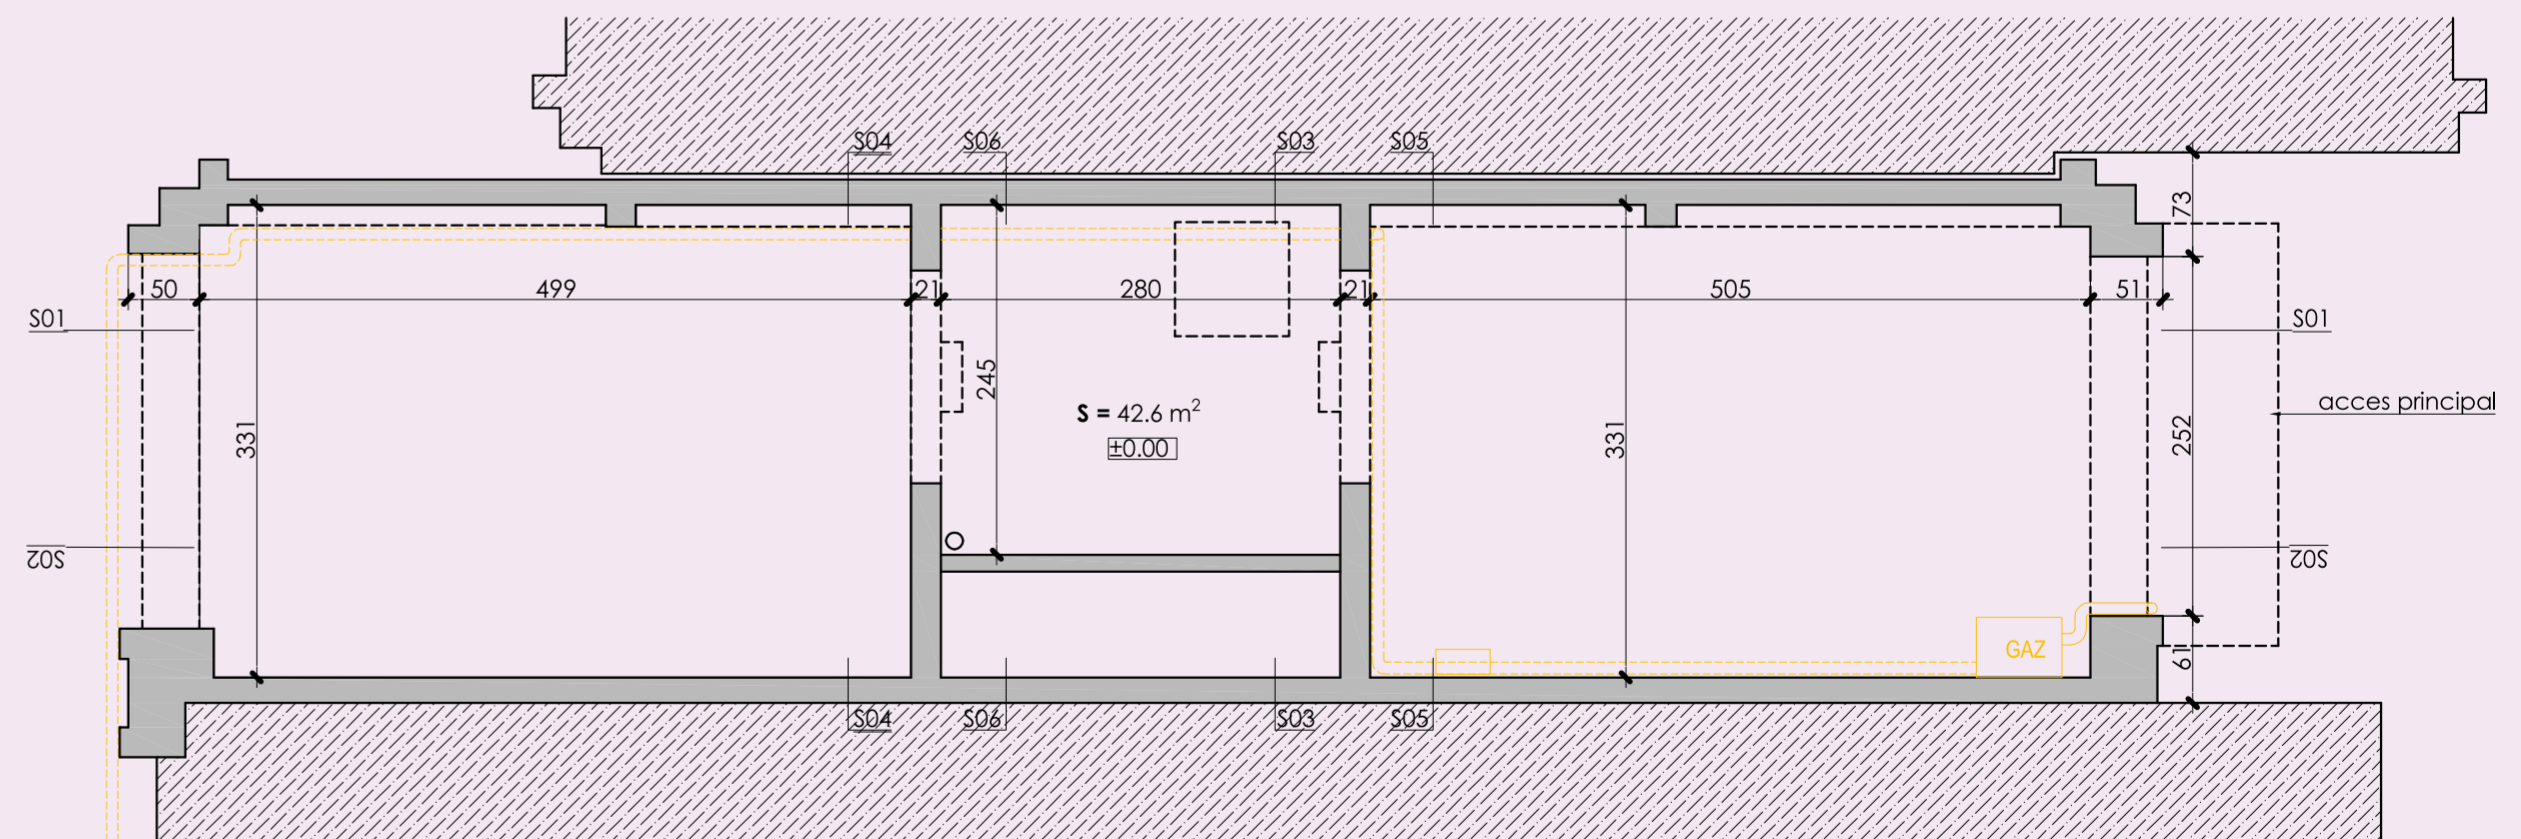 S04
S06
S03
S05
73
50
499
21
280
21
505
51
S01
S01
245
S = 42.6 m²
±0.00
acces principal
331
331
252
S02
S02
GAZ
61
S04
S06
S03
S05